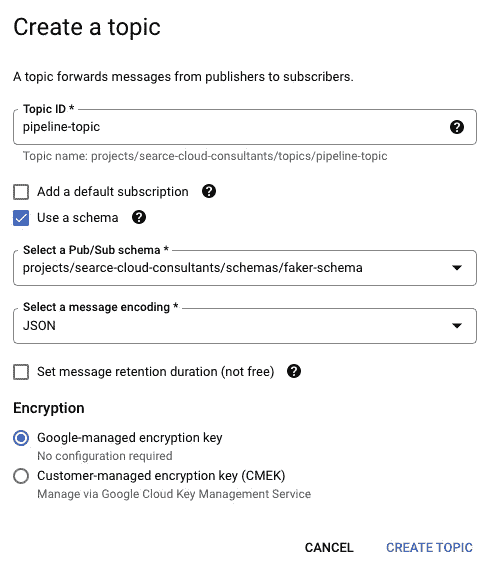 Create a topic
A topic forwards messages from publishers to subscribers.
Topic ID *
pipeline-topic
Topic name: projects/searce-cloud-consultants/topics/pipeline-topic
Add a default subscription
Use a schema
Select a Pub/Sub schema *
projects/searce-cloud-consultants/schemas/faker-schema
Select a message encoding *
JSON
Set message retention duration (not free)
Encryption
Google-managed encryption key
No configuration required
Customer-managed encryption key (CMEK)
Manage via Google Cloud Key Management Service
CANCEL CREATE TOPIC